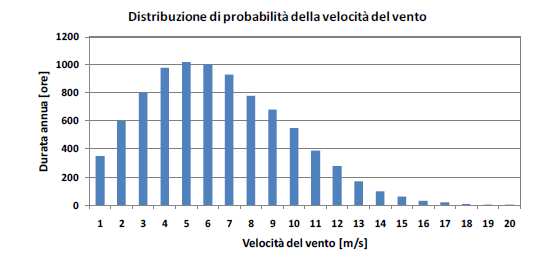 Distribuzione di probabilità della velocità del vento
Durata annua [ore]
1200
1000
800
600
400
200
0
1 2 3 4 5 6 7 8 9 10 11 12 13 14 15 16 17 18 19 20
Velocità del vento [m/s]